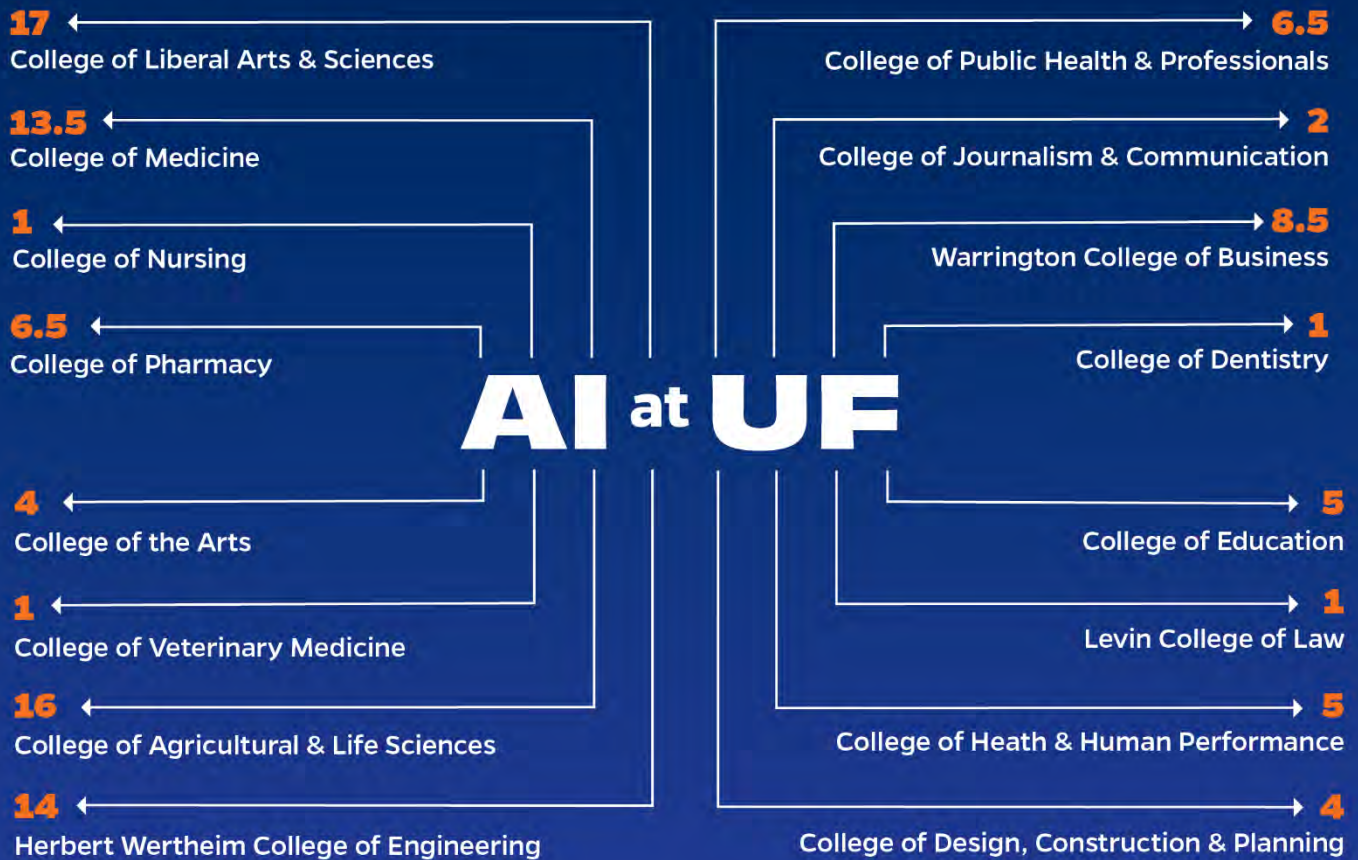 17
College of Liberal Arts & Sciences
13.5
College of Medicine
1
College of Nursing
6.5
College of Pharmacy
6.5
College of Public Health & Professionals
2
College of Journalism & Communication
8.5
Warrington College of Business
1
College of Dentistry
AI at UF
4
College of the Arts
1
College of Veterinary Medicine
16
College of Agricultural & Life Sciences
14
Herbert Wertheim College of Engineering
5
College of Education
1
Levin College of Law
5
College of Heath & Human Performance
4
College of Design, Construction & Planning